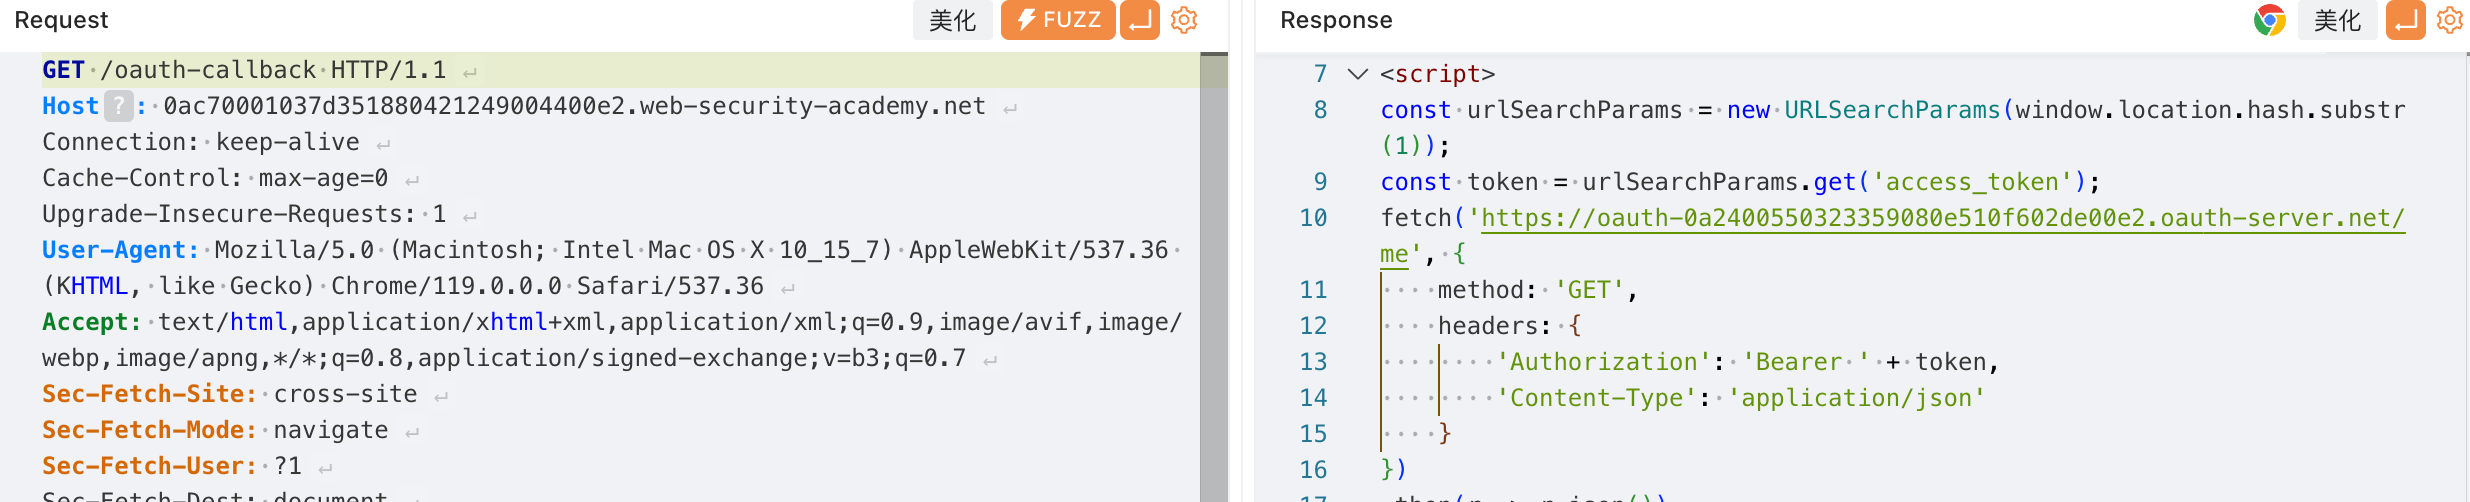 Request
美化
FUZZ
GET /oauth-callback HTTP/1.1
Host ? : 0ac70001037d351880421249004400e2.web-security-academy.net
Connection: keep-alive
Cache-Control: max-age=0
Upgrade-Insecure-Requests: 1
User-Agent: Mozilla/5.0 (Macintosh; Intel Mac OS X 10_15_7) AppleWebKit/537.36
(KHTML, like Gecko) Chrome/119.0.0.0 Safari/537.36
Accept: text/html,application/xhtml+xml,application/xml;q=0.9,image/avif,image/
webp,image/apng,*/*;q=0.8,application/signed-exchange;v=b3;q=0.7
Sec-Fetch-Site: cross-site
Sec-Fetch-Mode: navigate
Sec-Fetch-User: ?1
Sec-Fetch-Dest: document
Response
美化
7 <script>
8 const urlSearchParams = new URLSearchParams(window.location.hash.substr
(1));
9 const token = urlSearchParams.get('access_token');
10 fetch('https://oauth-0a2400550323359080e510f602de00e2.oauth-server.net/
me', {
11 method: 'GET',
12 headers: {
13 'Authorization': 'Bearer ' + token,
14 'Content-Type': 'application/json'
15 }
16 })
17 .then(r => r.json())